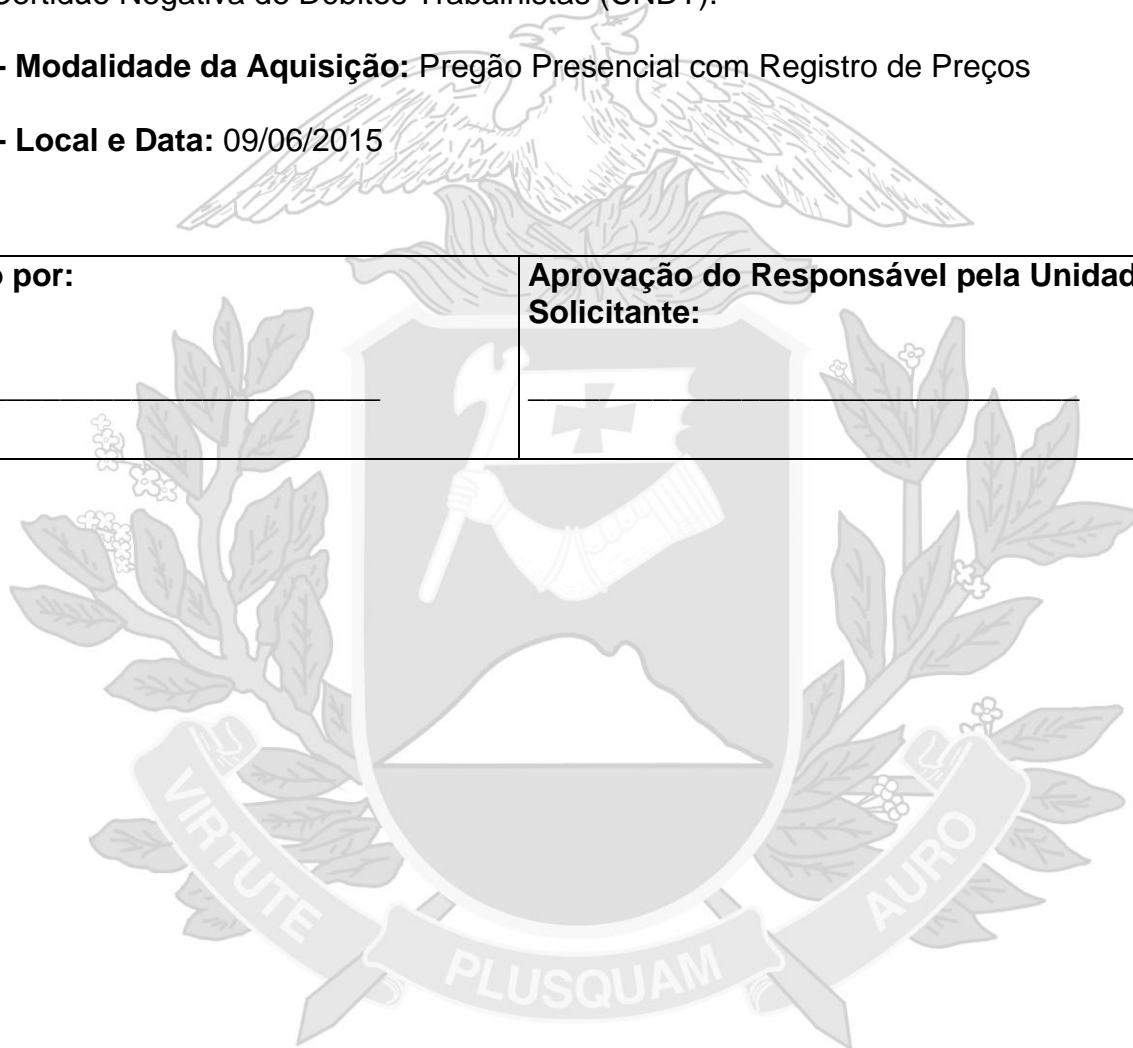 Certidão Negativa de Débitos Trabalhistas (CNDT).
- Modalidade da Aquisição: Pregão Presencial com Registro de Preços
- Local e Data: 09/06/2015
por:
Aprovação do Responsável pela
Solicitante:
VIRTUTE PLUSQUAM AURO